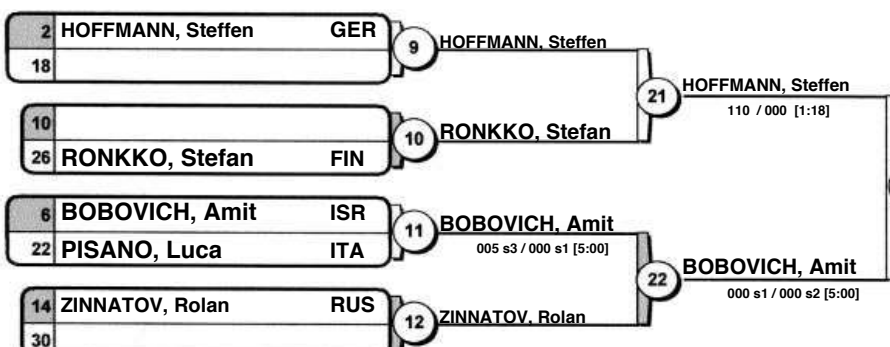 2 HOFFMANN, Steffen GER
18
9
HOFFMANN, Steffen
21
HOFFMANN, Steffen
110 / 000 [1:18]
10
26 RONKKO, Stefan FIN
10
RONKKO, Stefan
6 BOBOVICH, Amit ISR
22 PISANO, Luca ITA
11
BOBOVICH, Amit
005 s3 / 000 s1 [5:00]
22
BOBOVICH, Amit
000 s1 / 000 s2 [5:00]
14 ZINNATOV, Rolan RUS
30
12
ZINNATOV, Rolan